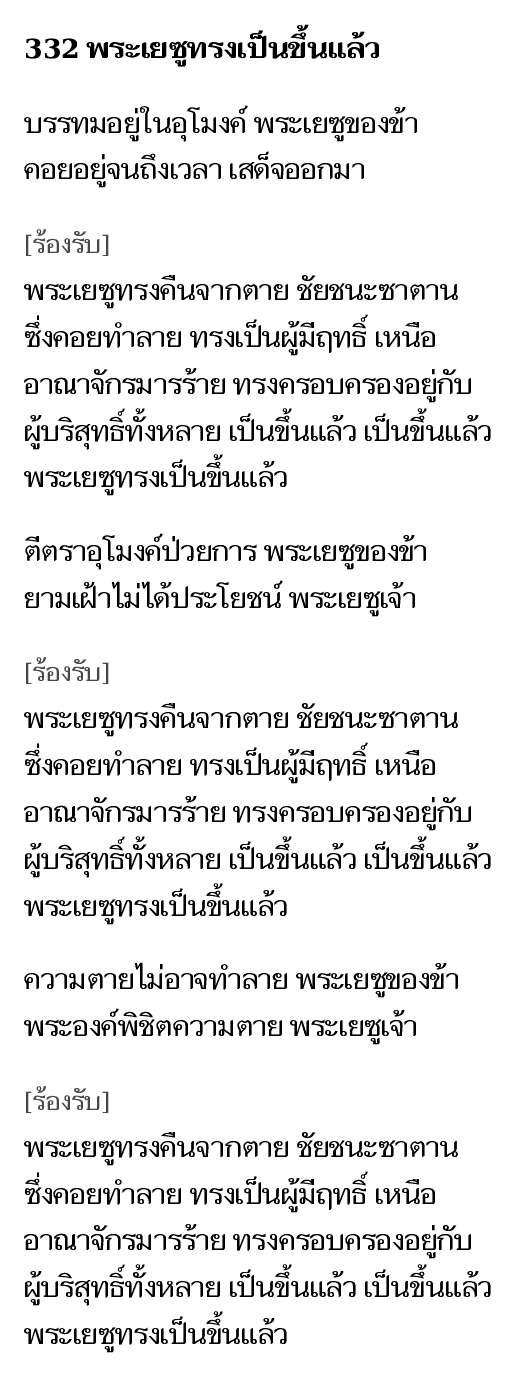 332 พระเยซูทรงเป็นขึ้นแล้ว
บรรทมอยู่ในอุโมงค์ พระเยซูของข้า
คอยอยู่จนถึงเวลา เสด็จออกมา
[ร้องรับ]
พระเยซูทรงคืนจากตาย ชัยชนะซาตาน
ซึ่งคอยทำลาย ทรงเป็นผู้มีฤทธิ์ เหนือ
อาณาจักรมารร้าย ทรงครอบครองอยู่กับ
ผู้บริสุทธิ์ทั้งหลาย เป็นขึ้นแล้ว เป็นขึ้นแล้ว
พระเยซูทรงเป็นขึ้นแล้ว
ตีตราอุโมงค์ป่วยการ พระเยซูของข้า
ยามเฝ้าไม่ได้ประโยชน์ พระเยซูเจ้า
[ร้องรับ]
พระเยซูทรงคืนจากตาย ชัยชนะซาตาน
ซึ่งคอยทำลาย ทรงเป็นผู้มีฤทธิ์ เหนือ
อาณาจักรมารร้าย ทรงครอบครองอยู่กับ
ผู้บริสุทธิ์ทั้งหลาย เป็นขึ้นแล้ว เป็นขึ้นแล้ว
พระเยซูทรงเป็นขึ้นแล้ว
ความตายไม่อาจทำลาย พระเยซูของข้า
พระองค์พิชิตความตาย พระเยซูเจ้า
[ร้องรับ]
พระเยซูทรงคืนจากตาย ชัยชนะซาตาน
ซึ่งคอยทำลาย ทรงเป็นผู้มีฤทธิ์ เหนือ
อาณาจักรมารร้าย ทรงครอบครองอยู่กับ
ผู้บริสุทธิ์ทั้งหลาย เป็นขึ้นแล้ว เป็นขึ้นแล้ว
พระเยซูทรงเป็นขึ้นแล้ว